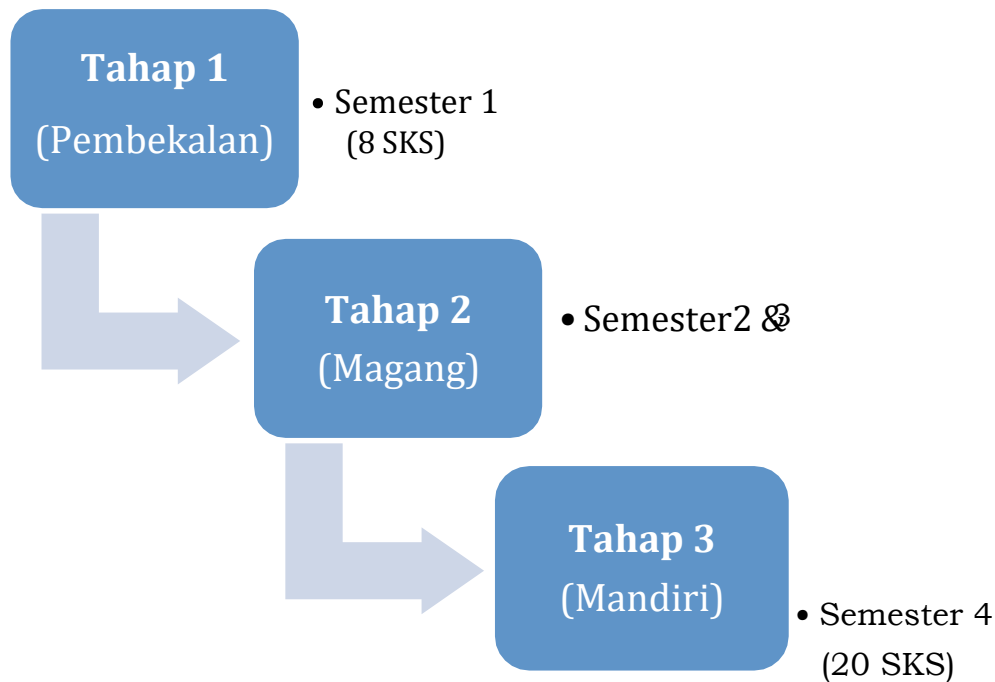 Tahap 1
(Pembekalan)
• Semester 1
(8 SKS)
Tahap 2
(Magang)
• Semester2 &3
Tahap 3
(Mandiri)
• Semester 4
(20 SKS)